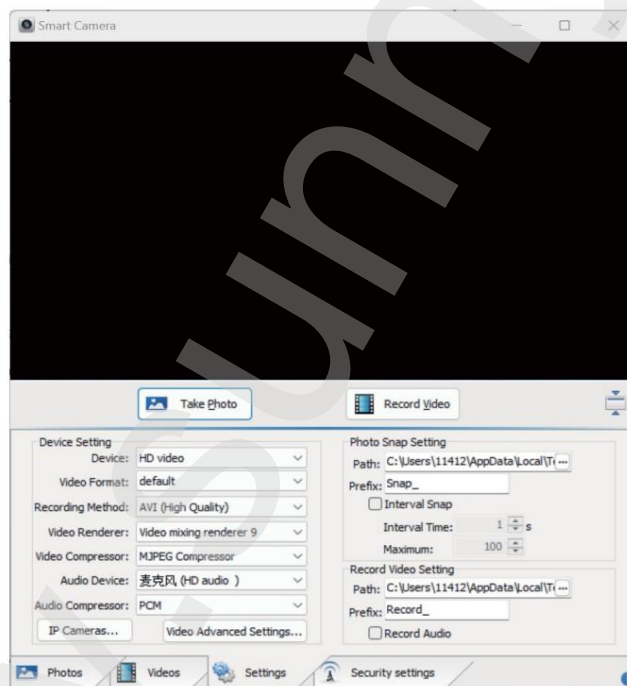 Smart Camera
Take Photo
Record Video
Device Setting
Device: HD video
Video Format: default
Recording Method: AVI (High Quality)
Video Renderer: Video mixing renderer 9
Video Compressor: MJPEG Compressor
Audio Device: 麦克风 (HD audio )
Audio Compressor: PCM
IP Cameras...
Video Advanced Settings...
Photo Snap Setting
Path: C:\Users\11412\AppData\Local\T
...
Prefix: Snap_
Interval Snap
Interval Time: 1 s
Maximum: 100
Record Video Setting
Path: C:\Users\11412\AppData\Local\T
...
Prefix: Record_
Record Audio
Photos
Videos
Settings
Security settings